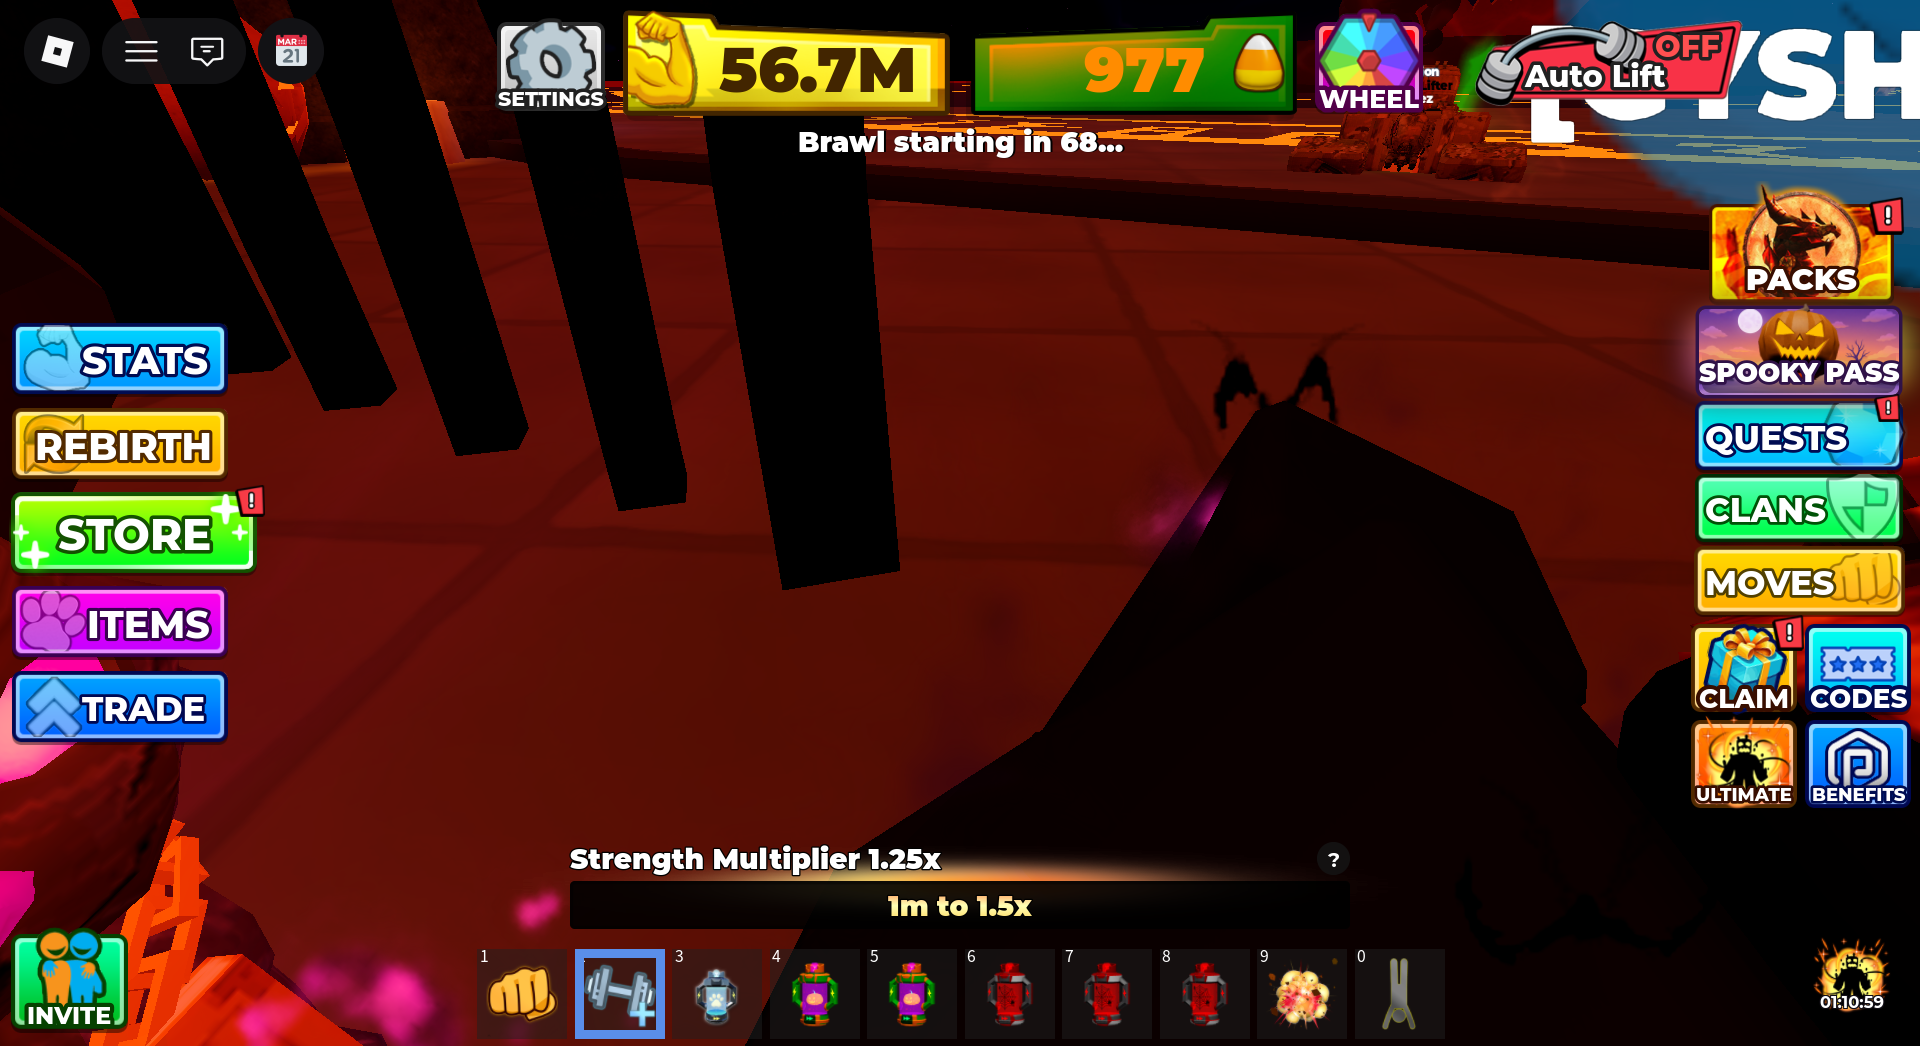 MAR
21
SETTINGS
56.7M
977
WHEEL
OFF
Auto Lift
Brawl starting in 68...
PACKS
SPOOKY PASS
QUESTS
CLANS
MOVES
CLAIM
CODES
ULTIMATE
BENEFITS
STATS
REBIRTH
STORE
ITEMS
TRADE
INVITE
Strength Multiplier 1.25x
?
1m to 1.5x
1 3 4 5 6 7 8 9 0
01:10:59